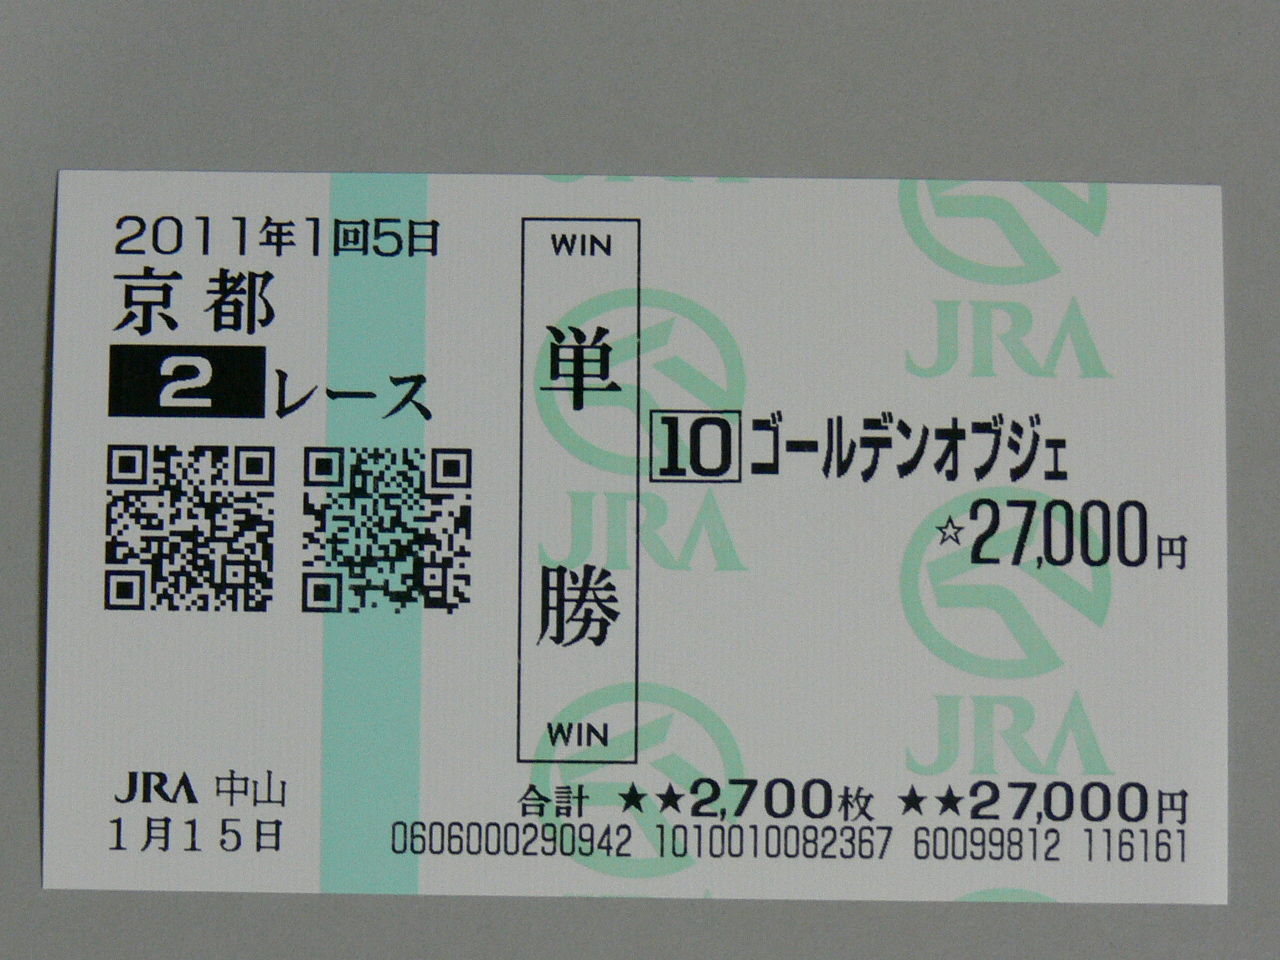 2011年1回5日
京都
2レース
WIN
単勝
WIN
10ゴールデンオブジェ
☆27,000円
JRA
JRA
JRA
JRA 中山
1月15日
合計 ★★2,700枚 ★★27,000円
0606000290942 1010010082367 60099812 116161